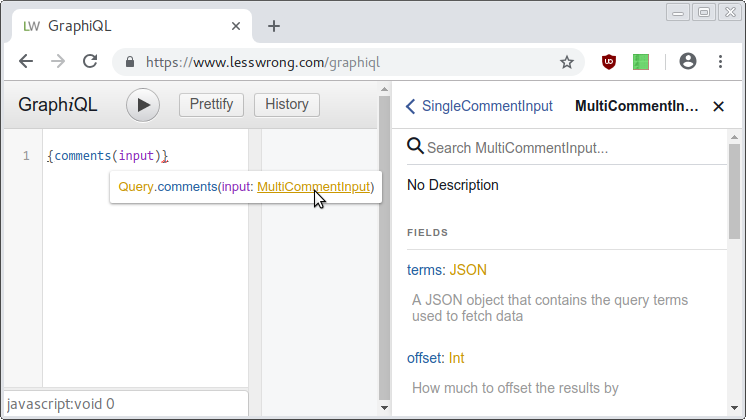 LW GraphiQL
https://www.lesswrong.com/graphiql
GraphiQL
Prettify
History
SingleCommentInput
MultiCommentIn...
1 {comments(input)}
Query.comments(input: MultiCommentInput)
Search MultiCommentInput...
No Description
FIELDS
terms: JSON
A JSON object that contains the query terms
used to fetch data
offset: Int
How much to offset the results by
javascript:void 0